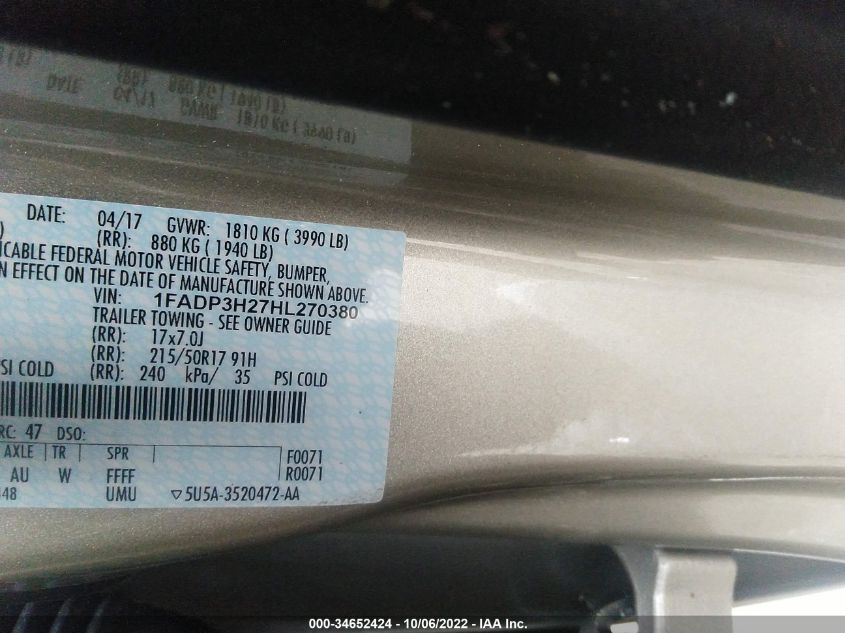 DATE: 04/17 GVWR: 1810 KG ( 3990 LB)
(RR): 880 KG ( 1940 LB)
ICABLE FEDERAL MOTOR VEHICLE SAFETY, BUMPER,
N EFFECT ON THE DATE OF MANUFACTURE SHOWN ABOVE.
VIN: 1FADP3H27HL270380
TRAILER TOWING - SEE OWNER GUIDE
(RR): 17x7.0J
(RR): 215/50R17 91H
SI COLD (RR): 240 kPa/ 35 PSI COLD
RC: 47 DSO:
AXLE TR SPR F0071
AU W FFFF R0071
48 UMU ▽5U5A-3520472-AA
000-34652424 - 10/06/2022 - IAA Inc.